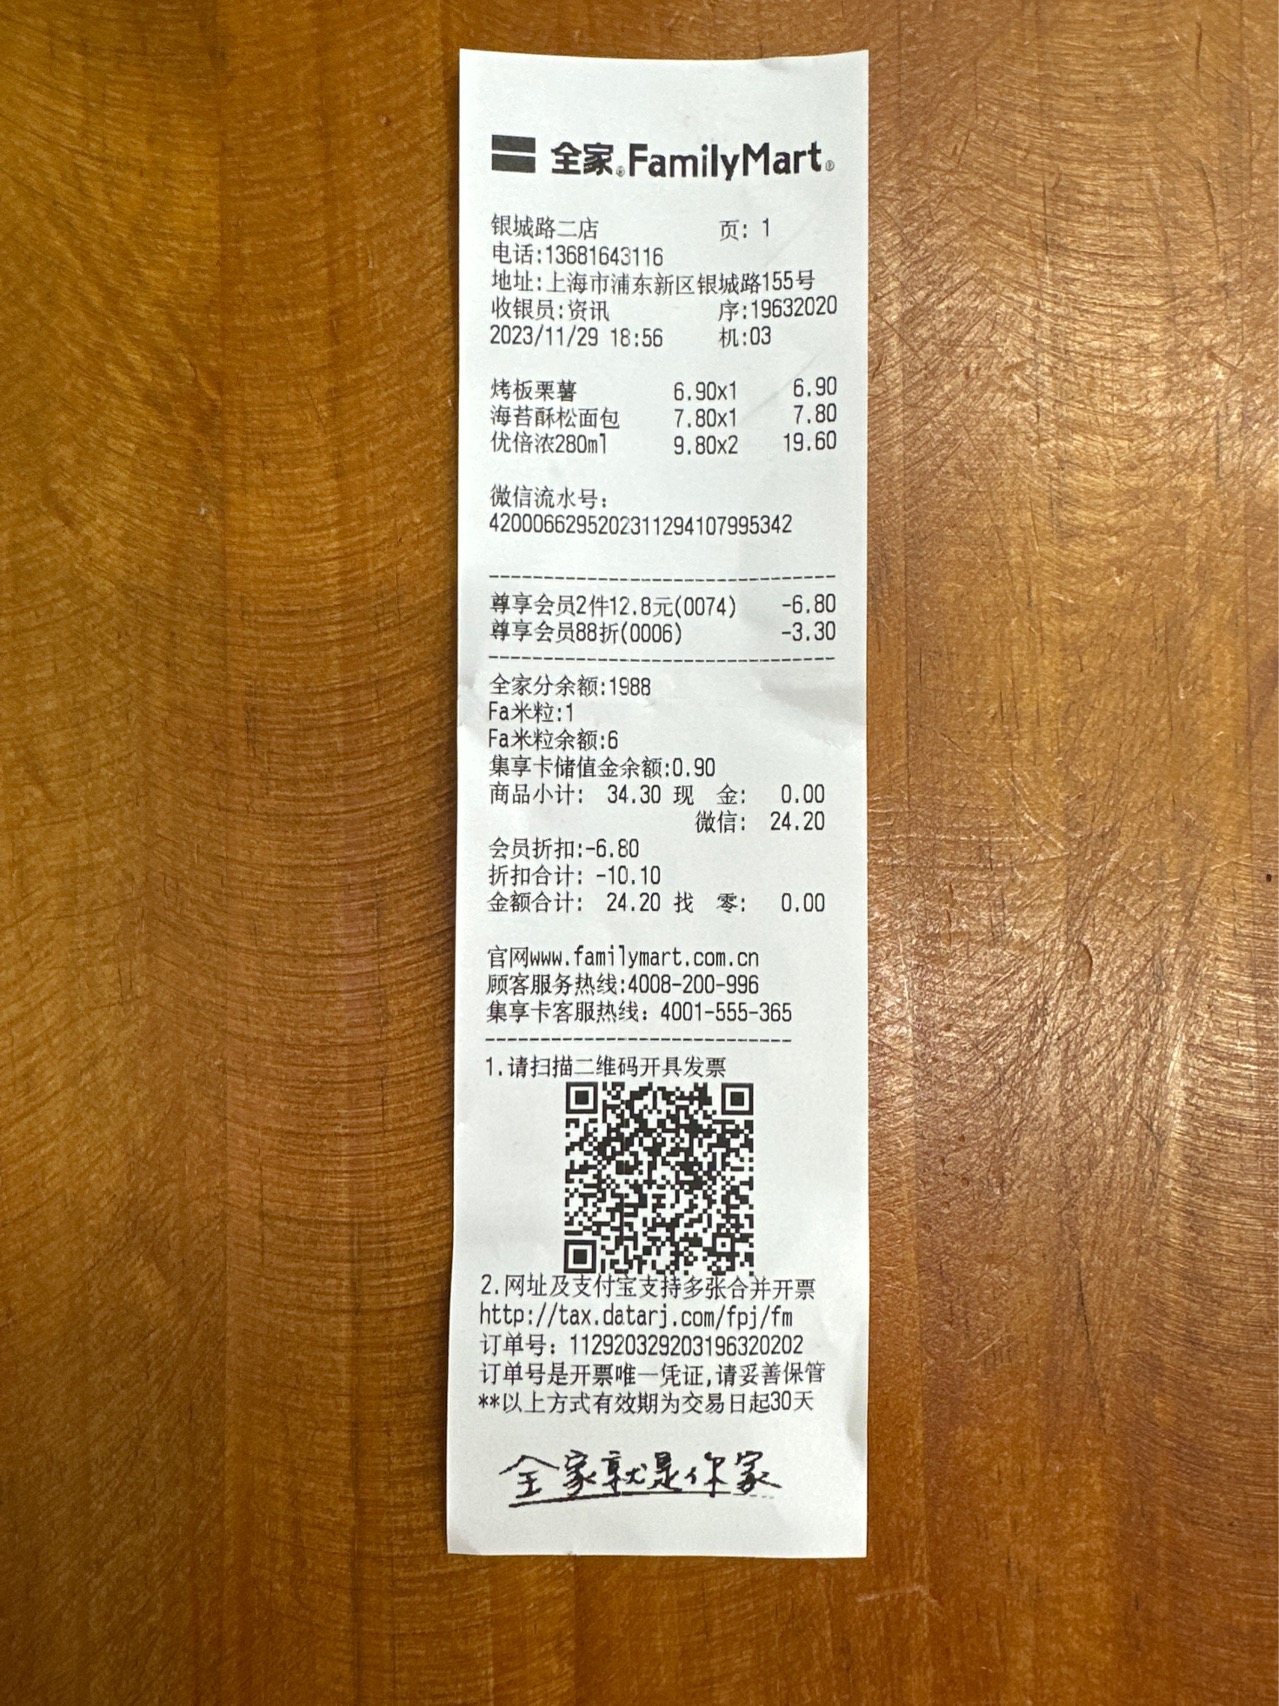 全家®FamilyMart®
银城路二店 页: 1
电话:13681643116
地址:上海市浦东新区银城路155号
收银员:资讯 序:19632020
2023/11/29 18:56 机:03
烤板栗薯 6.90x1 6.90
海苔酥松面包 7.80x1 7.80
优倍浓280ml 9.80x2 19.60
微信流水号:
4200066295202311294107995342
--------------------------------
尊享会员2件12.8元(0074) -6.80
尊享会员88折(0006) -3.30
--------------------------------
全家分余额:1988
Fa米粒:1
Fa米粒余额:6
集享卡储值金余额:0.90
商品小计: 34.30 现 金: 0.00
微信: 24.20
会员折扣:-6.80
折扣合计: -10.10
金额合计: 24.20 找 零: 0.00
官网www.familymart.com.cn
顾客服务热线:4008-200-996
集享卡客服热线: 4001-555-365
----------------------------
1.请扫描二维码开具发票
2.网址及支付宝支持多张合并开票
http://tax.datarj.com/fpj/fm
订单号: 112920329203196320202
订单号是开票唯一凭证,请妥善保管
**以上方式有效期为交易日起30天
全家就是你家